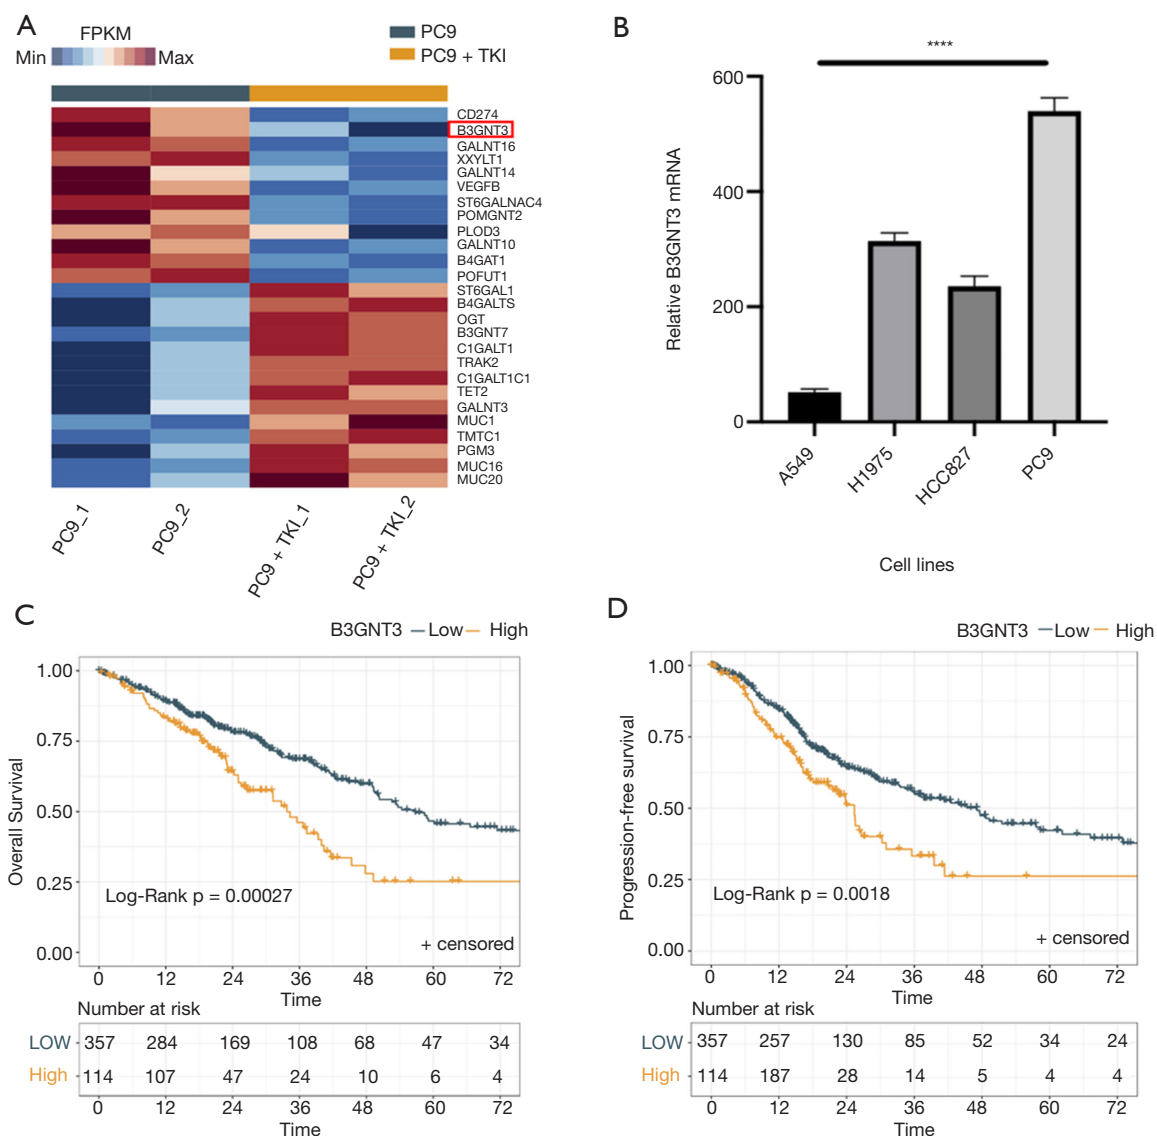 A
FPKM
Min Max
PC9
PC9 + TKI
CD274
B3GNT3
GALNT16
XXYLT1
GALNT14
VEGFB
ST6GALNAC4
POMGNT2
PLOD3
GALNT10
B4GAT1
POFUT1
ST6GAL1
B4GALTS
OGT
B3GNT7
C1GALT1
TRAK2
C1GALT1C1
TET2
GALNT3
MUC1
TMTC1
PGM3
MUC16
MUC20
PC9_1
PC9_2
PC9 + TKI_1
PC9 + TKI_2
B
****
Relative B3GNT3 mRNA
600
400
200
0
A549
H1975
HCC827
PC9
Cell lines
C
B3GNT3 Low High
Overall Survival
1.00
0.75
0.50
0.25
0.00
Log-Rank p = 0.00027
+ censored
0 12 24 36 48 60 72
Time
Number at risk
LOW 357 284 169 108 68 47 34
High 114 107 47 24 10 6 4
0 12 24 36 48 60 72
Time
D
B3GNT3 Low High
Progression-free survival
1.00
0.75
0.50
0.25
0.00
Log-Rank p = 0.0018
+ censored
0 12 24 36 48 60 72
Time
Number at risk
LOW 357 257 130 85 52 34 24
High 114 187 28 14 5 4 4
0 12 24 36 48 60 72
Time